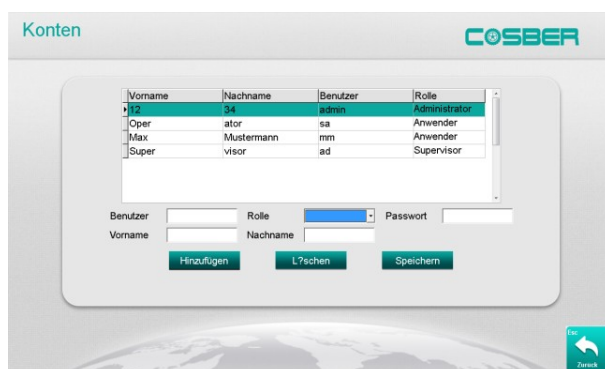 Konten
COSBER
Vorname Nachname Benutzer Rolle
12 34 admin Administrator
Oper ator sa Anwender
Max Mustermann mm Anwender
Super visor ad Supervisor
Benutzer Rolle Passwort
Vorname Nachname
Hinzufügen L?schen Speichern
Esc
Zurück